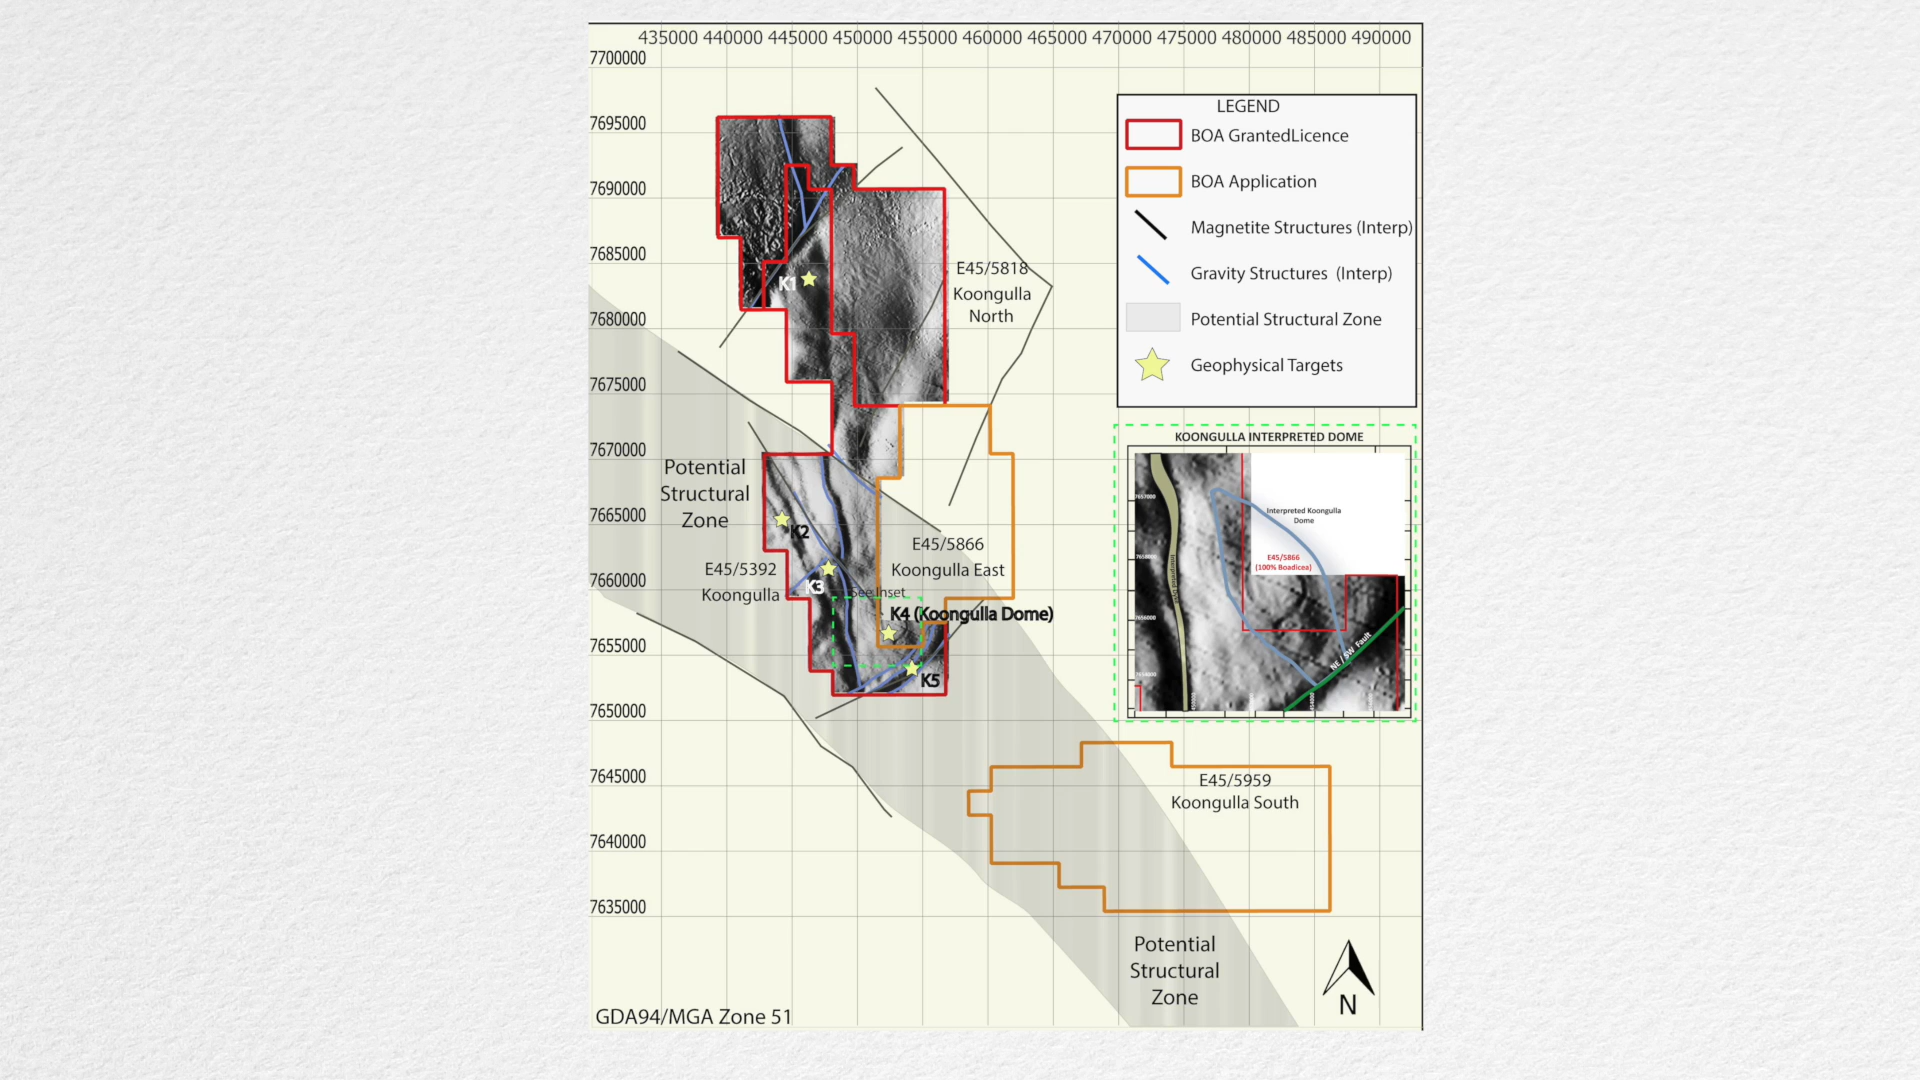 435000 440000 445000 450000 455000 460000 465000 470000 475000 480000 485000 490000
7700000
7695000
7690000
7685000
7680000
7675000
7670000
7665000
7660000
7655000
7650000
7645000
7640000
7635000
LEGEND
BOA GrantedLicence
BOA Application
Magnetite Structures (Interp)
Gravity Structures (Interp)
Potential Structural Zone
Geophysical Targets
K1
E45/5818
Koongulla
North
Potential
Structural
Zone
K2
E45/5392
Koongulla
K3
See Inset
E45/5866
Koongulla East
K4 (Koongulla Dome)
K5
KOONGULLA INTERPRETED DOME
Interpreted Koongulla
Dome
E45/5866
(100% Boadicea)
NE / SW Fault
7657000
7656000
E45/5959
Koongulla South
Potential
Structural
Zone
N
GDA94/MGA Zone 51